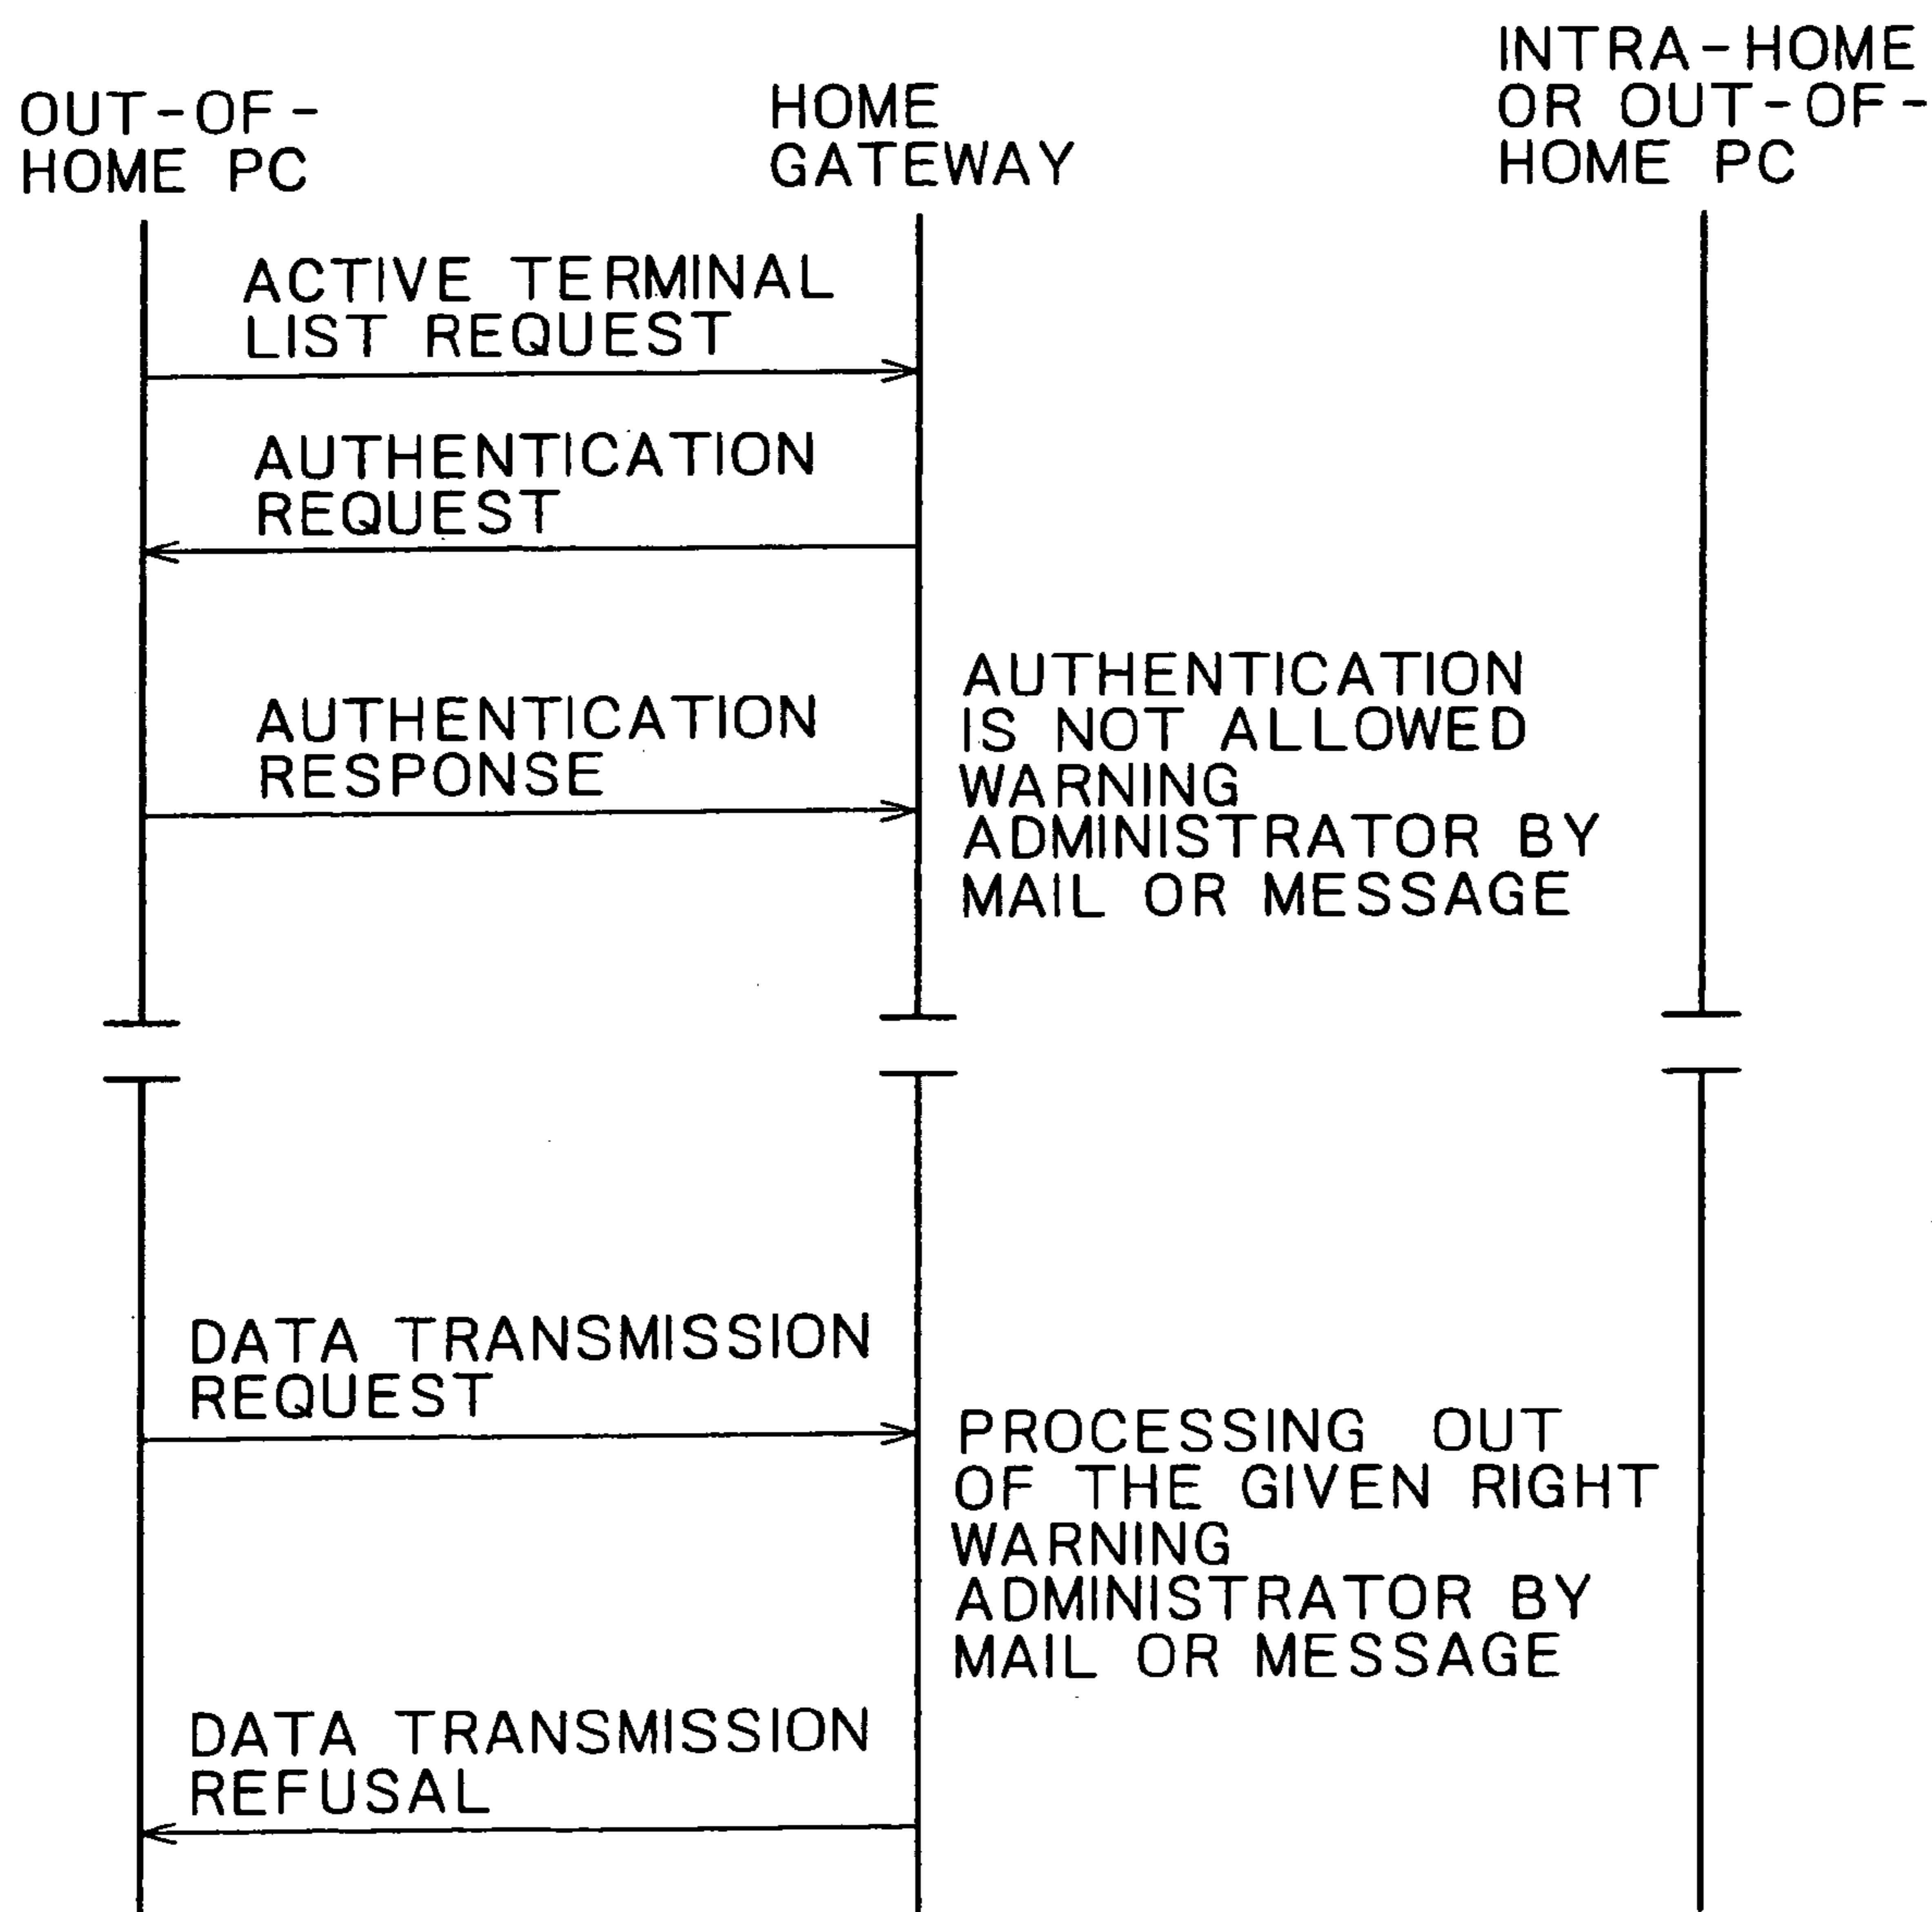 OUT-OF-
HOME PC
HOME
GATEWAY
INTRA-HOME
OR OUT-OF-
HOME PC
ACTIVE TERMINAL
LIST REQUEST
AUTHENTICATION
REQUEST
AUTHENTICATION
RESPONSE
AUTHENTICATION
IS NOT ALLOWED
WARNING
ADMINISTRATOR BY
MAIL OR MESSAGE
DATA TRANSMISSION
REQUEST
PROCESSING OUT
OF THE GIVEN RIGHT
WARNING
ADMINISTRATOR BY
MAIL OR MESSAGE
DATA TRANSMISSION
REFUSAL